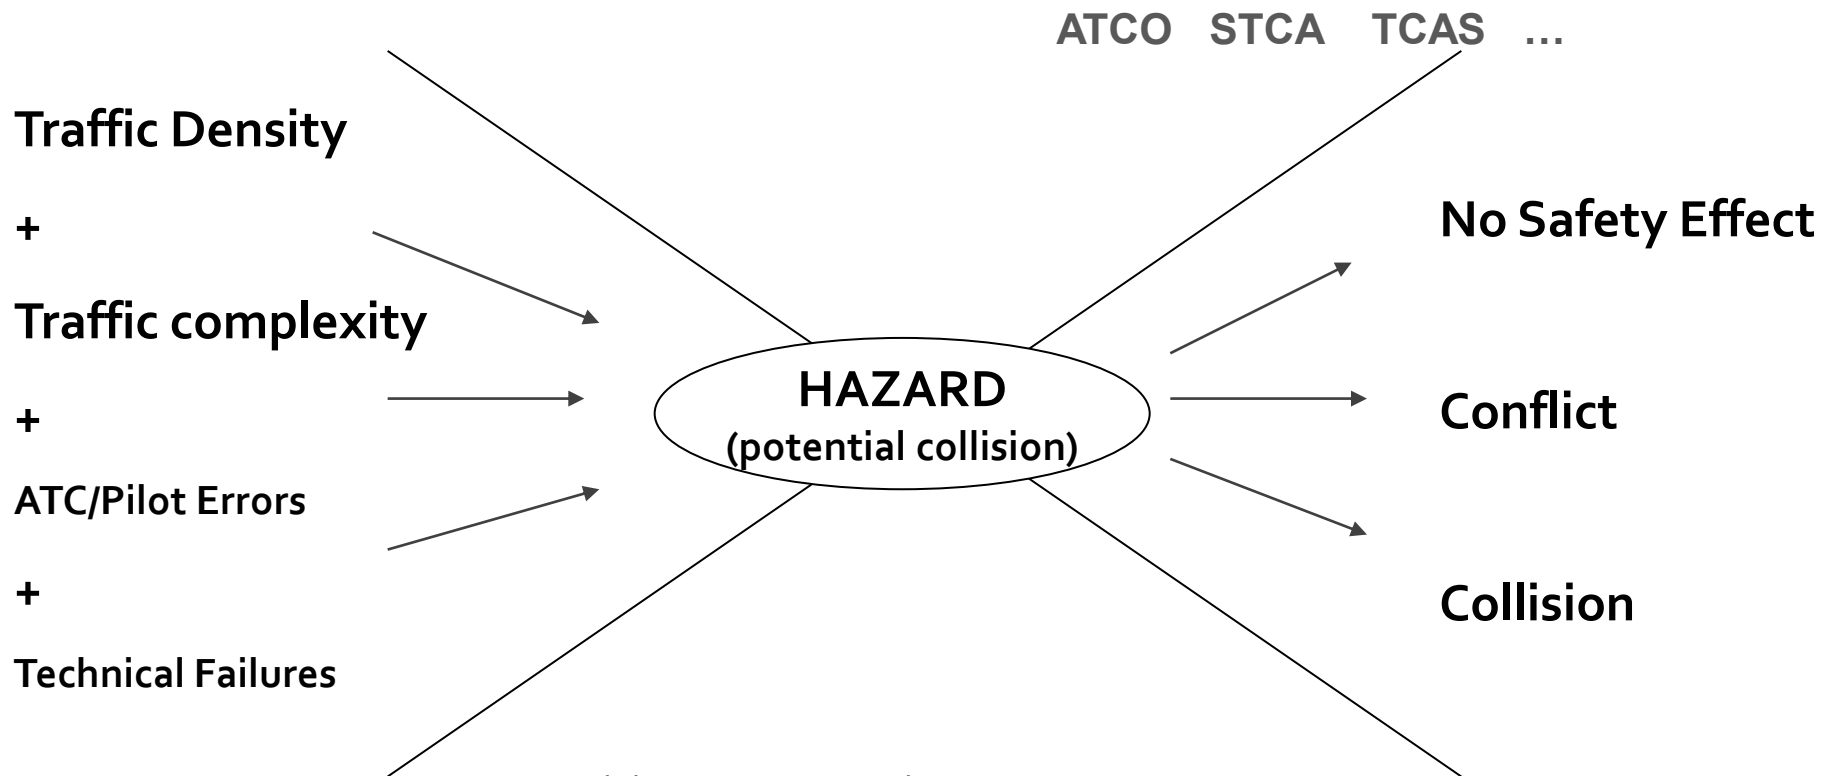 ATCO STCA TCAS …
Traffic Density
+
Traffic complexity
+
ATC/Pilot Errors
+
Technical Failures
HAZARD
(potential collision)
No Safety Effect
Conflict
Collision